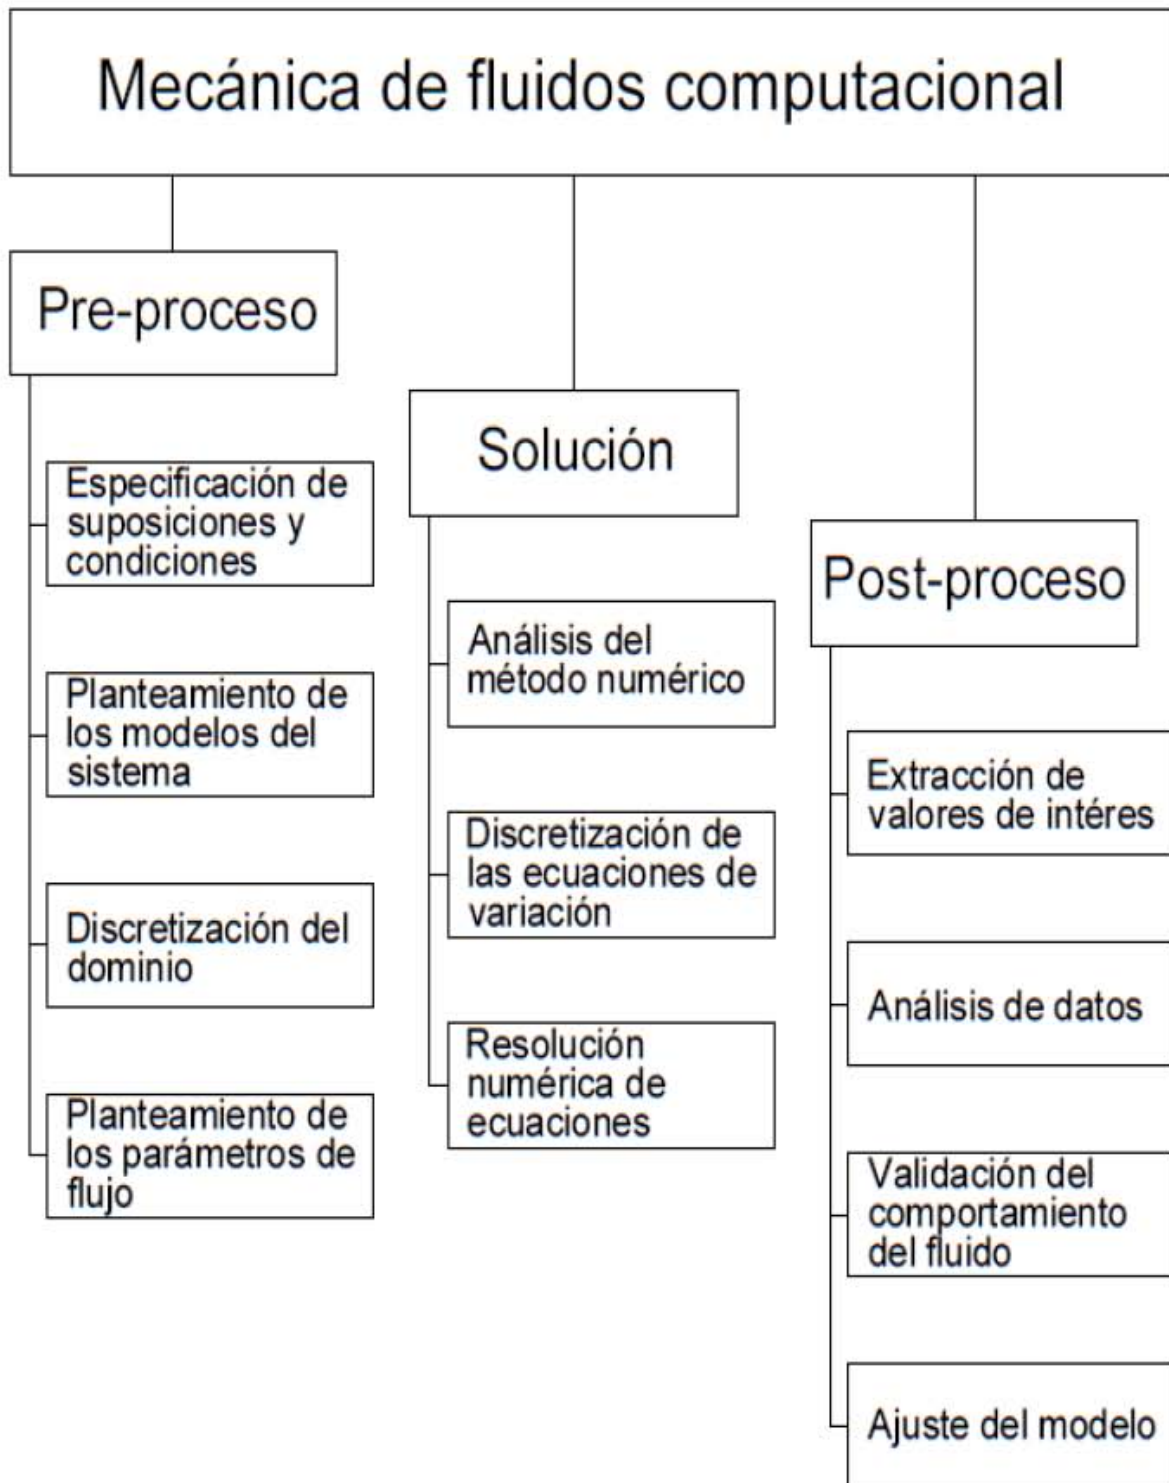 Mecánica de fluidos computacional
Pre-proceso
Especificación de
suposiciones y
condiciones
Planteamiento de
los modelos del
sistema
Discretización del
dominio
Planteamiento de
los parámetros de
flujo
Solución
Análisis del
método numérico
Discretización de
las ecuaciones de
variación
Resolución
numérica de
ecuaciones
Post-proceso
Extracción de
valores de intéres
Análisis de datos
Validación del
comportamiento
del fluido
Ajuste del modelo